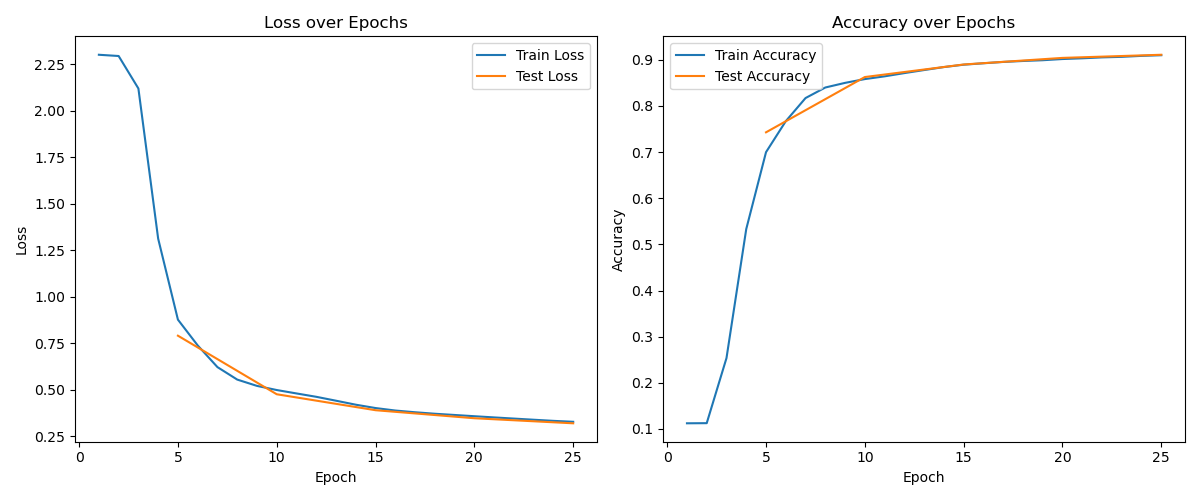 Loss over Epochs
Train Loss
Test Loss
2.25
2.00
1.75
1.50
1.25
1.00
0.75
0.50
0.25
Loss
0 5 10 15 20 25
Epoch
Accuracy over Epochs
Train Accuracy
Test Accuracy
0.9
0.8
0.7
0.6
0.5
0.4
0.3
0.2
0.1
Accuracy
0 5 10 15 20 25
Epoch